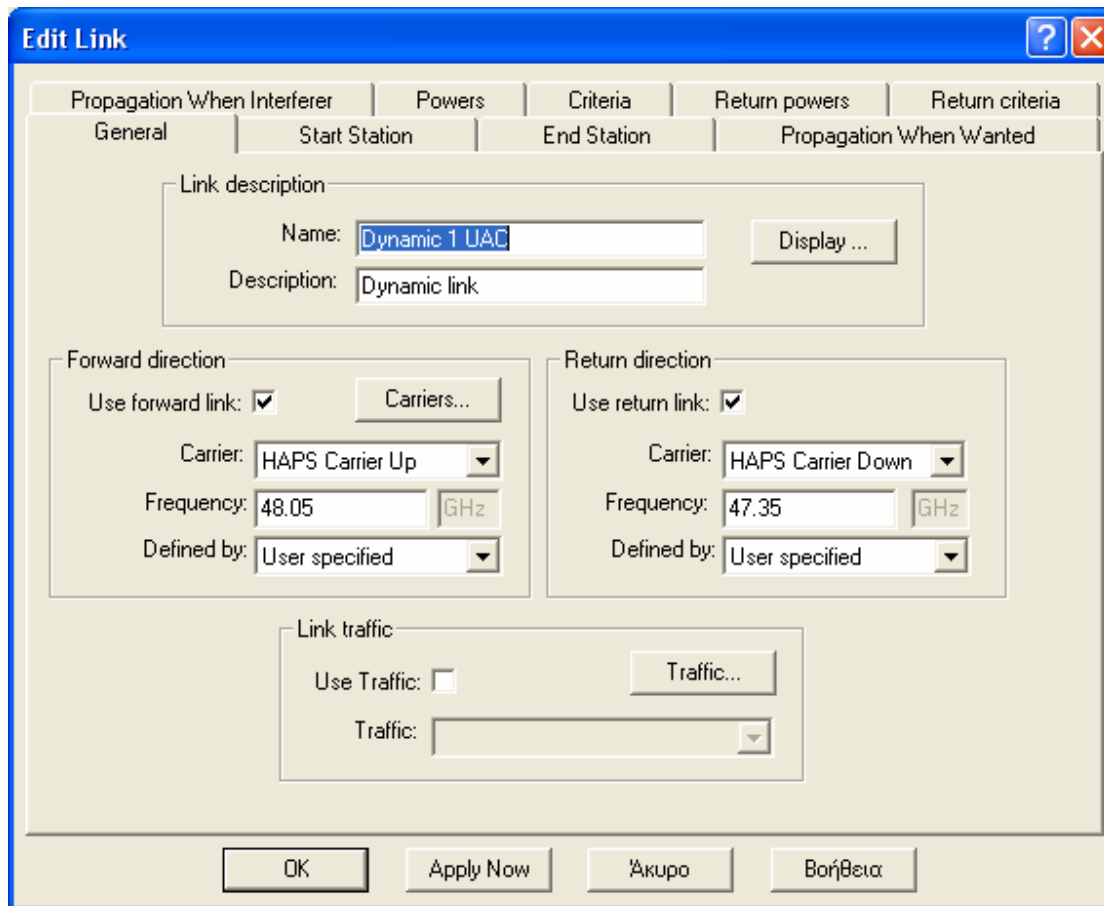 Edit Link
Propagation When Interferer Powers Criteria Return powers Return criteria
General Start Station End Station Propagation When Wanted
Link description
Name: Dynamic 1 UAC Display ...
Description: Dynamic link
Forward direction Return direction
Use forward link: Carriers... Use return link:
Carrier: HAPS Carrier Up Carrier: HAPS Carrier Down
Frequency: 48.05 GHz Frequency: 47.35 GHz
Defined by: User specified Defined by: User specified
Link traffic
Use Traffic: Traffic...
Traffic:
OK Apply Now Άκυρο Βοήθεια